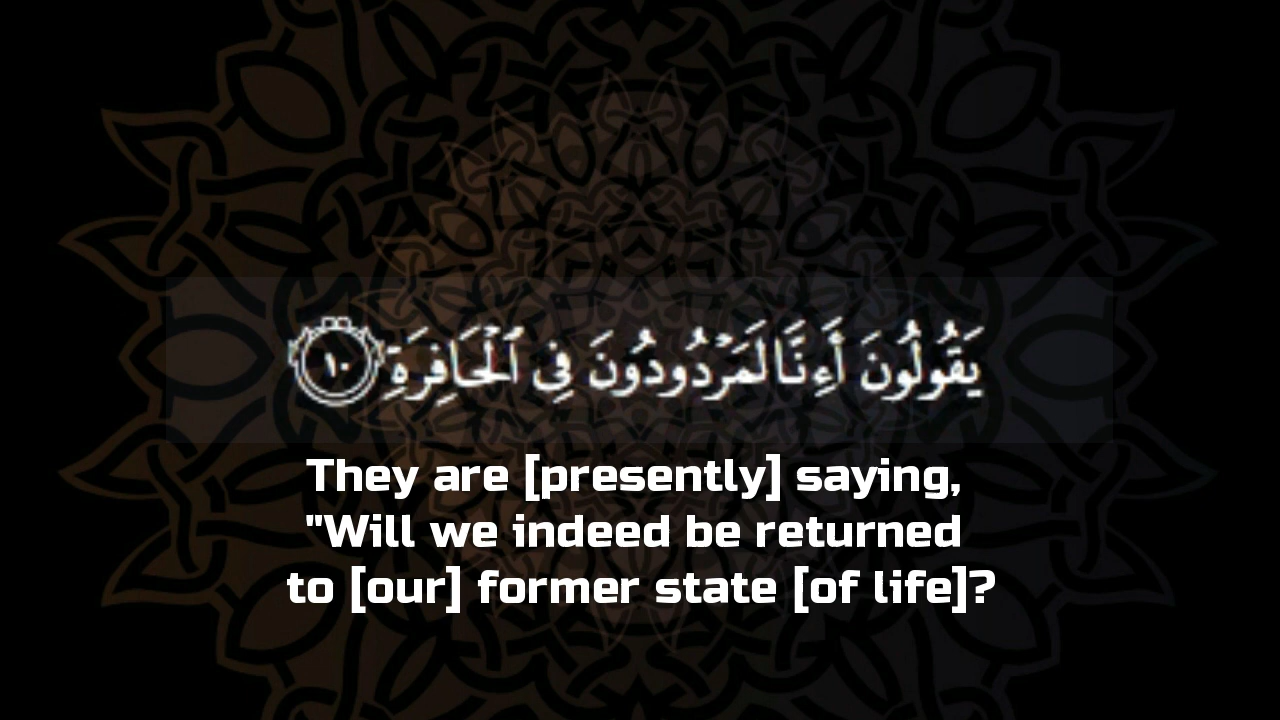 يَقُولُونَ أَءِنَّا لَمَرْدُودُونَ فِى ٱلْحَافِرَةِ ١٠
They are [presently] saying,
"Will we indeed be returned
to [our] former state [of life]?